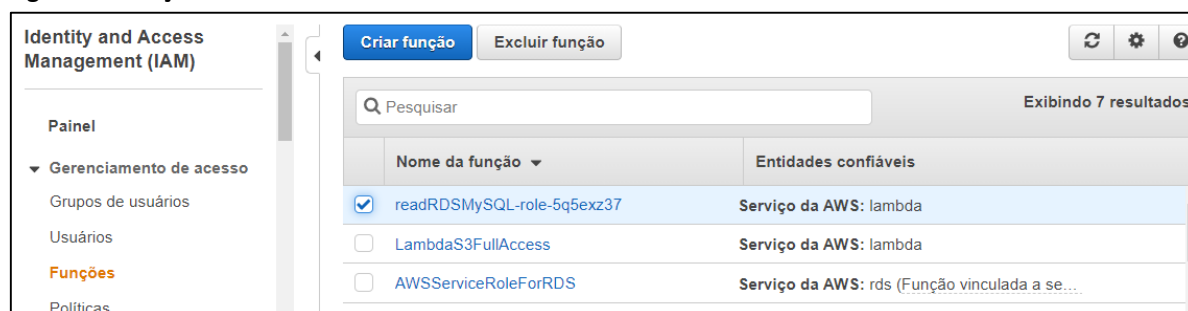 Identity and Access
Management (IAM)
Painel
Gerenciamento de acesso
Grupos de usuários
Usuários
Funções
Políticas
Criar função
Excluir função
Pesquisar
Exibindo 7 resultados
Nome da função
Entidades confiáveis
readRDSMySQL-role-5q5exz37
Serviço da AWS: lambda
LambdaS3FullAccess
Serviço da AWS: lambda
AWSServiceRoleForRDS
Serviço da AWS: rds (Função vinculada a se...